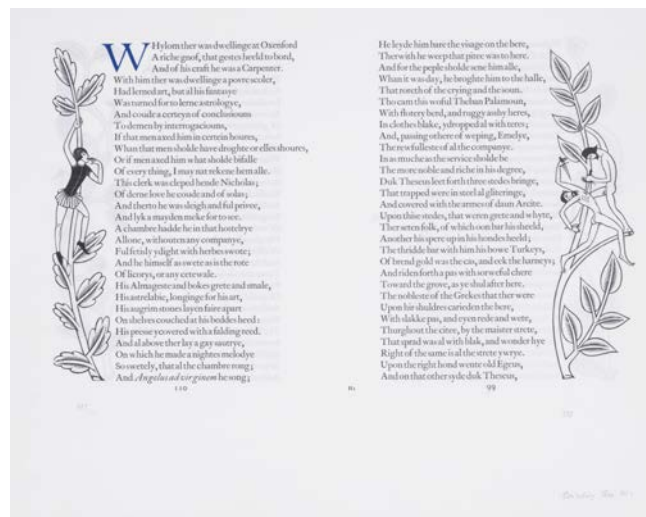 WHylom ther was dwellinge at Oxenford
A riche gnof, that gestes heeld to bord,
And of his craft he was a Carpenter.
With him ther was dwellinge a povre scoler,
Had lerned art, but al his fantasye
Was turned for to lerne astrologye,
And coude a certeyn of conclusiouns
To demen by interrogaciouns,
If that men axed him in certein houres,
Whan that men sholde have droghte or elles shoures,
Or if men axed him what sholde bifalle
Of every thing, I may nat rekene hem alle.
This clerk was cleped hende Nicholas;
Of derne love he coude and of solas;
And therto he was sleigh and ful privee,
And lyk a mayden meke for to see.
A chambre hadde he in that hostelrye
Allone, withouten any companye,
Ful fetisly ydight with herbes swote;
And he himself as swete as is the rote
Of licorys, or any cetewale.
His Almageste and bokes grete and smale,
His astrelabie, longinge for his art,
His augrim stones layen faire apart
On shelves couched at his beddes heed:
His presse ycovered with a falding reed.
And al above ther lay a gay sautrye,
On which he made a nightes melodye
So swetely, that al the chambre rong;
And Angelus ad virginem he song;
110
He leyde him bare the visage on the bere,
Therwith he weep that pitee was to here.
And for the peple sholde seen him alle,
Whan it was day, he broghte him to the halle,
That roreth of the crying and the soun.
Tho cam this woful Theban Palamoun,
With flotery berd, and ruggy asshy heres,
In clothes blake, ydropped al with teres;
And, passing othere of weping, Emelye,
The rewfulleste of al the companye.
In as muche as the service sholde be
The more noble and riche in his degree,
Duk Theseus leet forth three stedes bringe,
That trapped were in steel al gliteringe,
And covered with the armes of daun Arcite.
Upon thise stedes, that weren grete and whyte,
Ther seten folk, of which oon bar his sheeld,
Another his spere up in his hondes heeld;
The thridde bar with him his bowe Turkeys,
Of brend gold was the cas, and eek the harneys;
And riden forth a pas with sorweful chere
Toward the grove, as ye shul after here.
The nobleste of the Grekes that ther were
Upon hir shuldres carieden the bere,
With slakke pas, and eyen rede and wete,
Thurghout the citee, by the maister strete,
That sprad was al with blak, and wonder hye
Right of the same is al the strete ywrye.
Upon the right hond wente old Egeus,
And on that other syde duk Theseus,
99